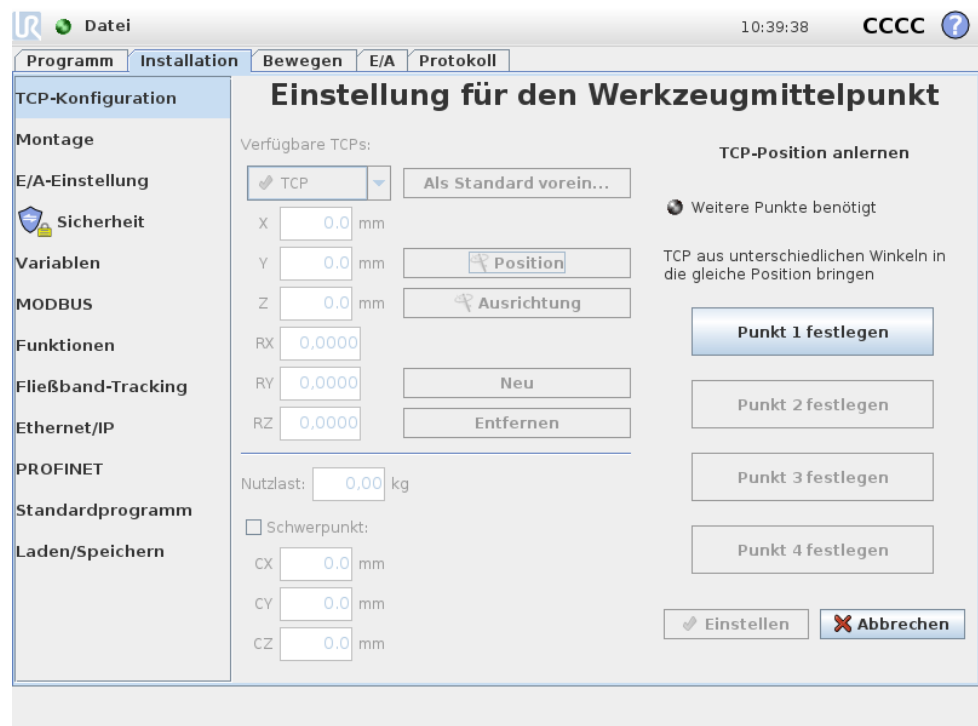 UR Datei 10:39:38 CCCC ?
Programm Installation Bewegen E/A Protokoll
TCP-Konfiguration
Montage
E/A-Einstellung
Sicherheit
Variablen
MODBUS
Funktionen
Fließband-Tracking
Ethernet/IP
PROFINET
Standardprogramm
Laden/Speichern
Einstellung für den Werkzeugmittelpunkt
Verfügbare TCPs:
TCP Als Standard vorein...
X 0.0 mm
Y 0.0 mm Position
Z 0.0 mm Ausrichtung
RX 0,0000
RY 0,0000 Neu
RZ 0,0000 Entfernen
Nutzlast: 0,00 kg
Schwerpunkt:
CX 0.0 mm
CY 0.0 mm
CZ 0.0 mm
TCP-Position anlernen
Weitere Punkte benötigt
TCP aus unterschiedlichen Winkeln in
die gleiche Position bringen
Punkt 1 festlegen
Punkt 2 festlegen
Punkt 3 festlegen
Punkt 4 festlegen
Einstellen Abbrechen